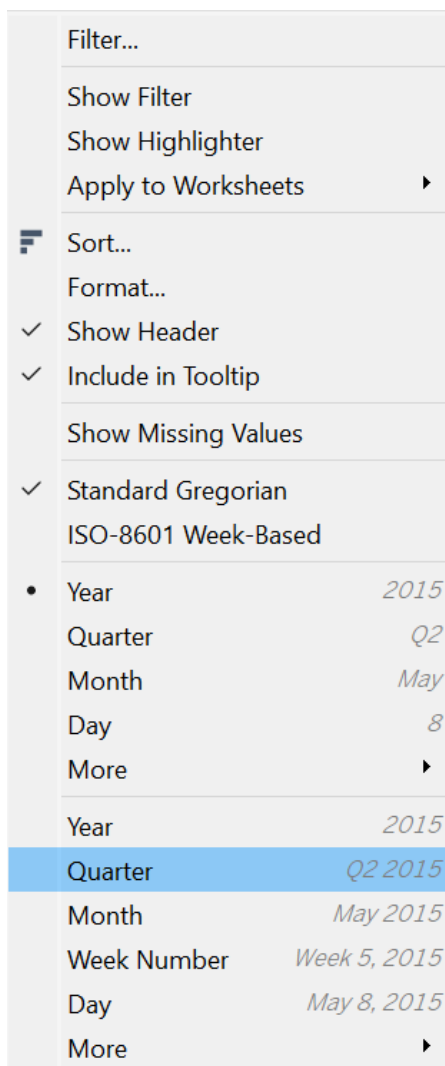 Filter...
Show Filter
Show Highlighter
Apply to Worksheets
Sort...
Format...
Show Header
Include in Tooltip
Show Missing Values
Standard Gregorian
ISO-8601 Week-Based
Year 2015
Quarter Q2
Month May
Day 8
More
Year 2015
Quarter Q2 2015
Month May 2015
Week Number Week 5, 2015
Day May 8, 2015
More